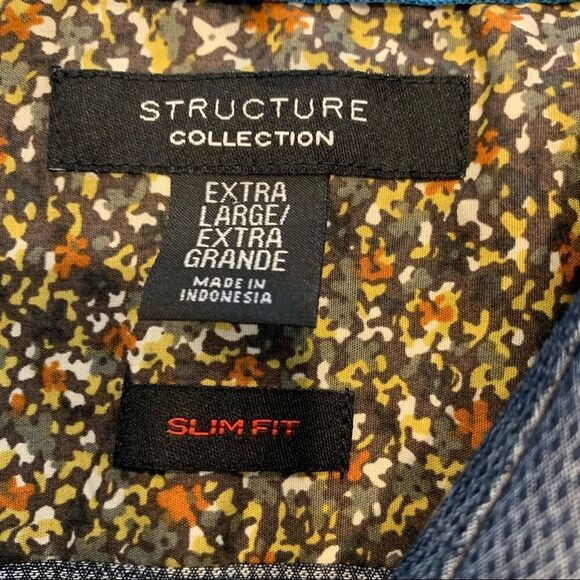 STRUCTURE
COLLECTION
EXTRA
LARGE/
EXTRA
GRANDE
MADE IN
INDONESIA
SLIM FIT